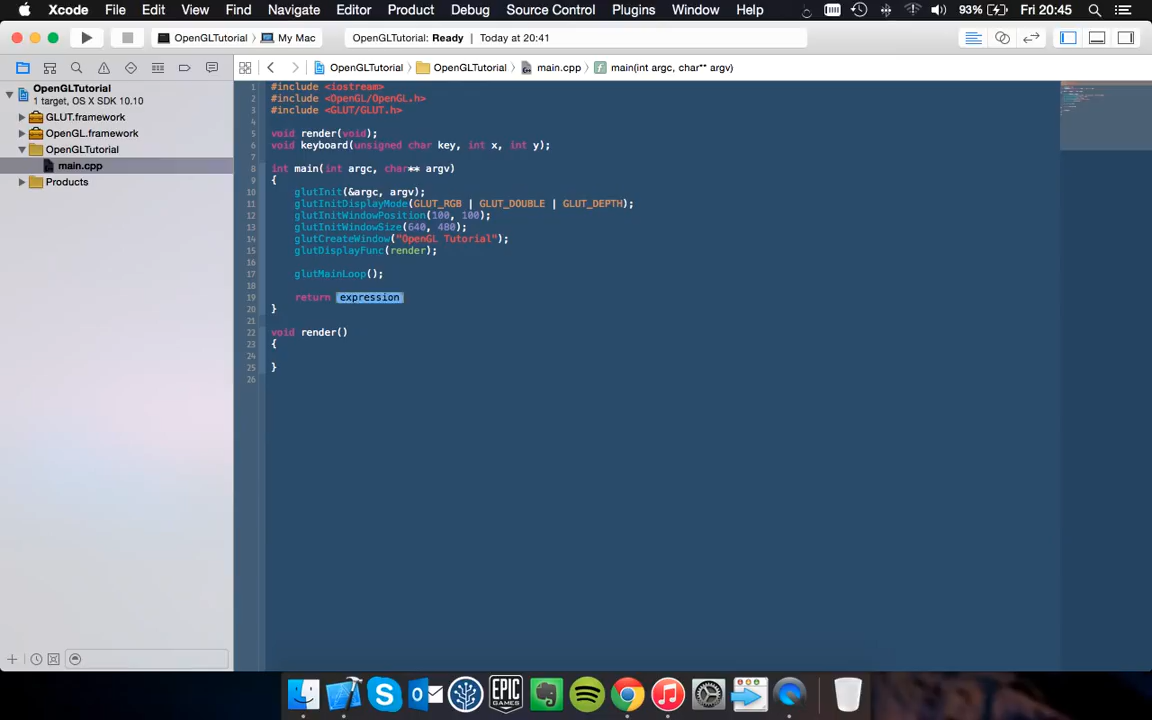 Xcode File Edit View Find Navigate Editor Product Debug Source Control Plugins Window Help 93% Fri 20:45
OpenGLTutorial My Mac OpenGLTutorial: Ready Today at 20:41
OpenGLTutorial OpenGLTutorial main.cpp main(int argc, char** argv)
OpenGLTutorial
1 target, OS X SDK 10.10
GLUT.framework
OpenGL.framework
OpenGLTutorial
main.cpp
Products
1 #include <iostream>
2 #include <OpenGL/OpenGL.h>
3 #include <GLUT/GLUT.h>
4
5 void render(void);
6 void keyboard(unsigned char key, int x, int y);
7
8 int main(int argc, char** argv)
9 {
10 glutInit(&argc, argv);
11 glutInitDisplayMode(GLUT_RGB | GLUT_DOUBLE | GLUT_DEPTH);
12 glutInitWindowPosition(100, 100);
13 glutInitWindowSize(640, 480);
14 glutCreateWindow("OpenGL Tutorial");
15 glutDisplayFunc(render);
16
17 glutMainLoop();
18
19 return expression
20 }
21
22 void render()
23 {
24
25 }
26
EPIC
GAMES